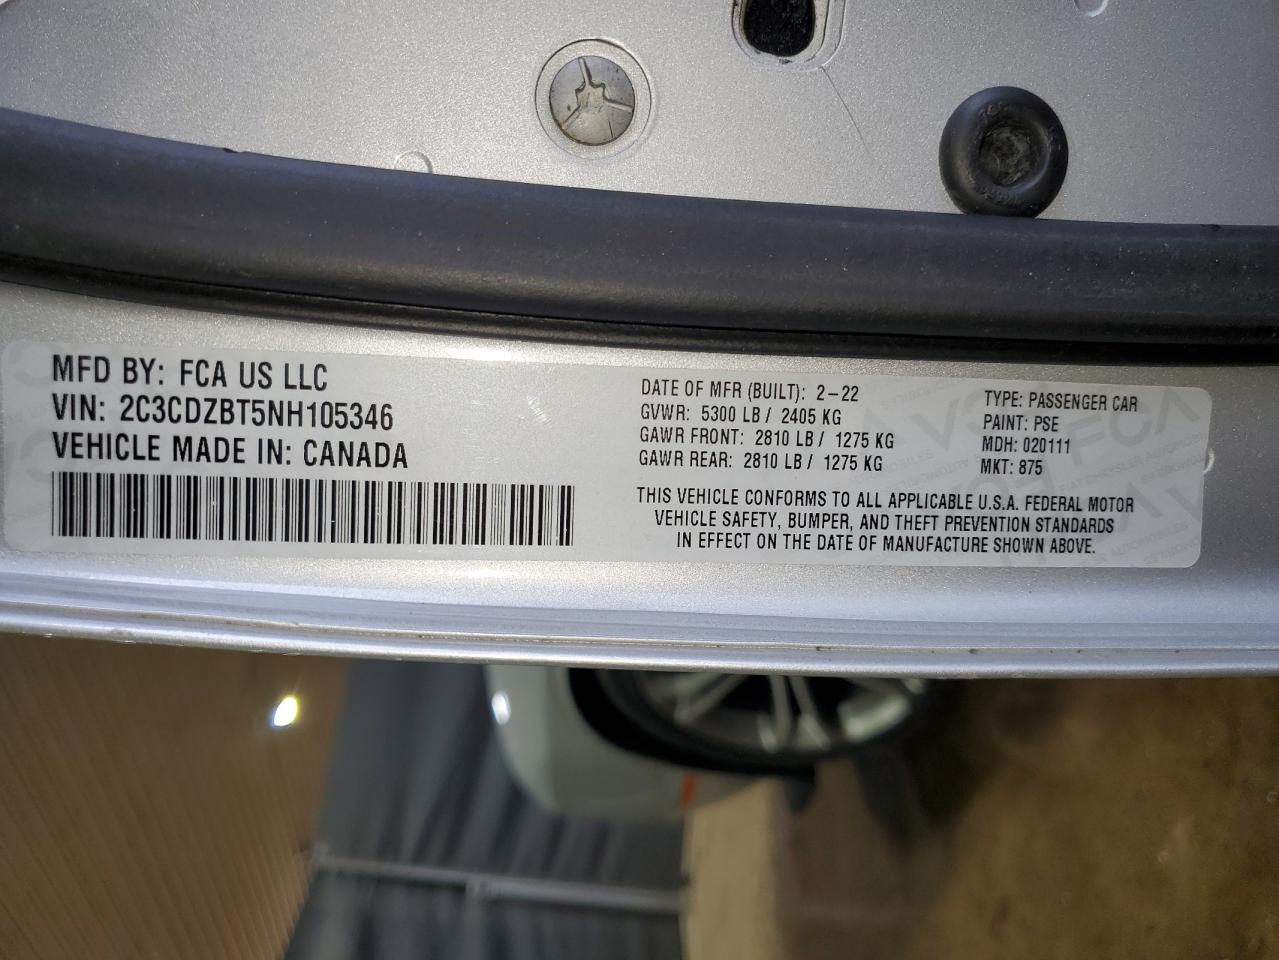 MFD BY: FCA US LLC
VIN: 2C3CDZBT5NH105346
VEHICLE MADE IN: CANADA
DATE OF MFR (BUILT): 2-22
GVWR: 5300 LB / 2405 KG
GAWR FRONT: 2810 LB / 1275 KG
GAWR REAR: 2810 LB / 1275 KG
TYPE: PASSENGER CAR
PAINT: PSE
MDH: 020111
MKT: 875
THIS VEHICLE CONFORMS TO ALL APPLICABLE U.S.A. FEDERAL MOTOR
VEHICLE SAFETY, BUMPER, AND THEFT PREVENTION STANDARDS
IN EFFECT ON THE DATE OF MANUFACTURE SHOWN ABOVE.